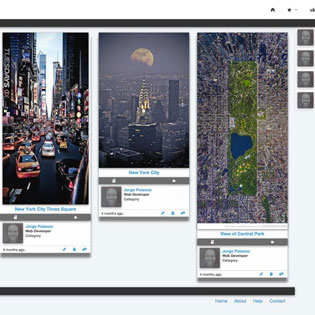 TUESDAYS
New York City Times Square
Jorge Polanco
Web Developer
Category
4 months ago.
New York City
Jorge Polanco
Web Developer
Category
4 months ago.
View of Central Park
Jorge Polanco
Web Developer
Category
4 months ago.
Home About Help Contact